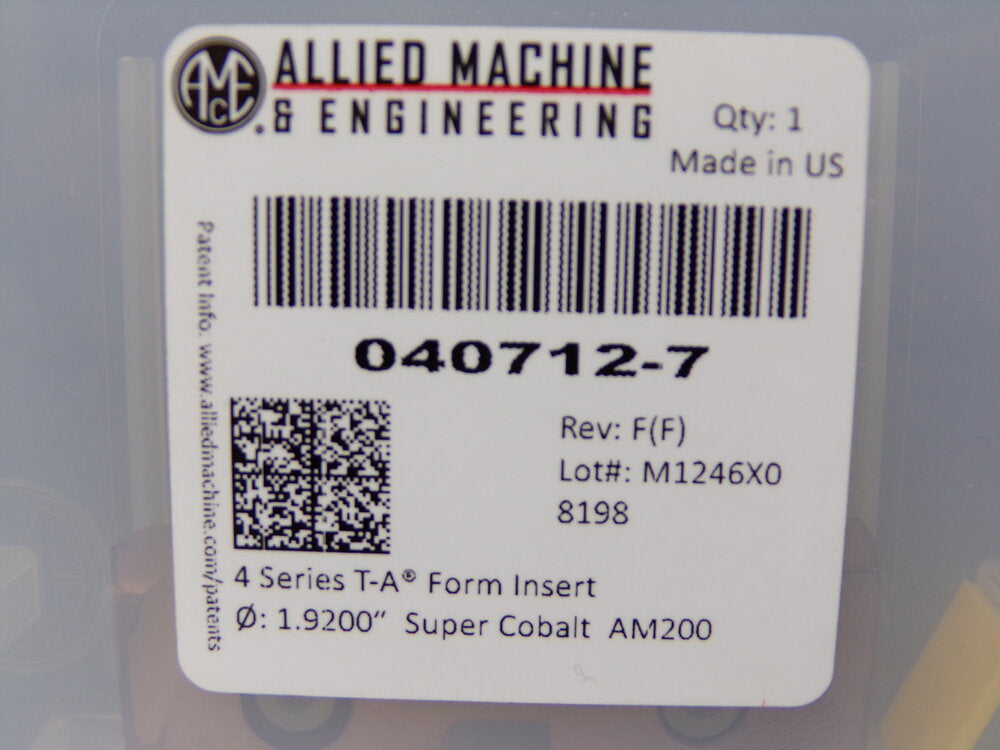 AMEC
ALLIED MACHINE
® & ENGINEERING
Qty: 1
Made in US
040712-7
Rev: F(F)
Lot#: M1246X0
8198
4 Series T-A® Form Insert
Ø: 1.9200" Super Cobalt AM200
Patent Info. www.alliedmachine.com/patents